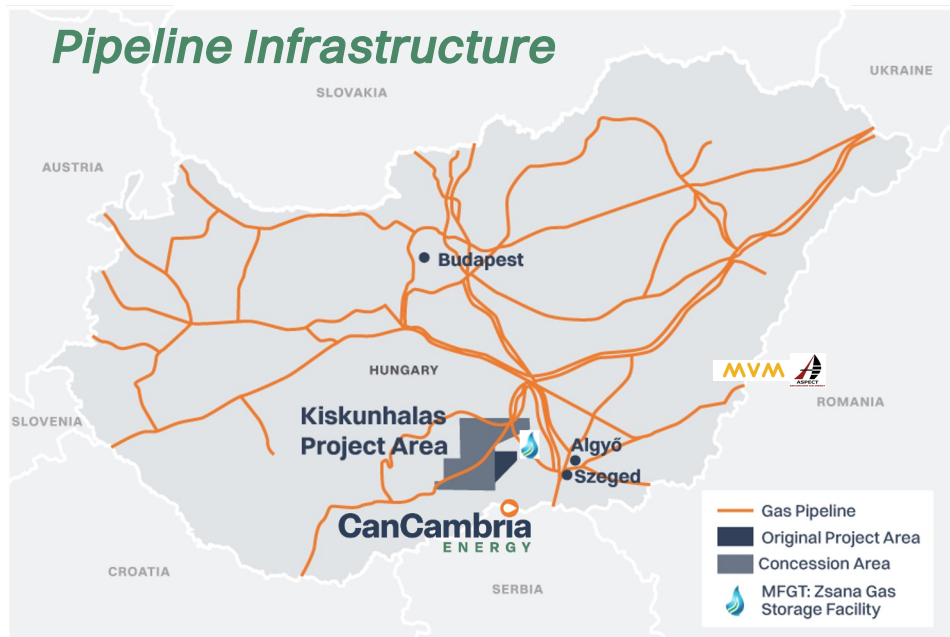 Pipeline Infrastructure
UKRAINE
SLOVAKIA
AUSTRIA
Budapest
HUNGARY
MVM
ASPECT
ROMANIA
SLOVENIA
Kiskunhalas
Project Area
Algyő
Szeged
CanCambria
ENERGY
CROATIA
SERBIA
Gas Pipeline
Original Project Area
Concession Area
MFGT: Zsana Gas
Storage Facility